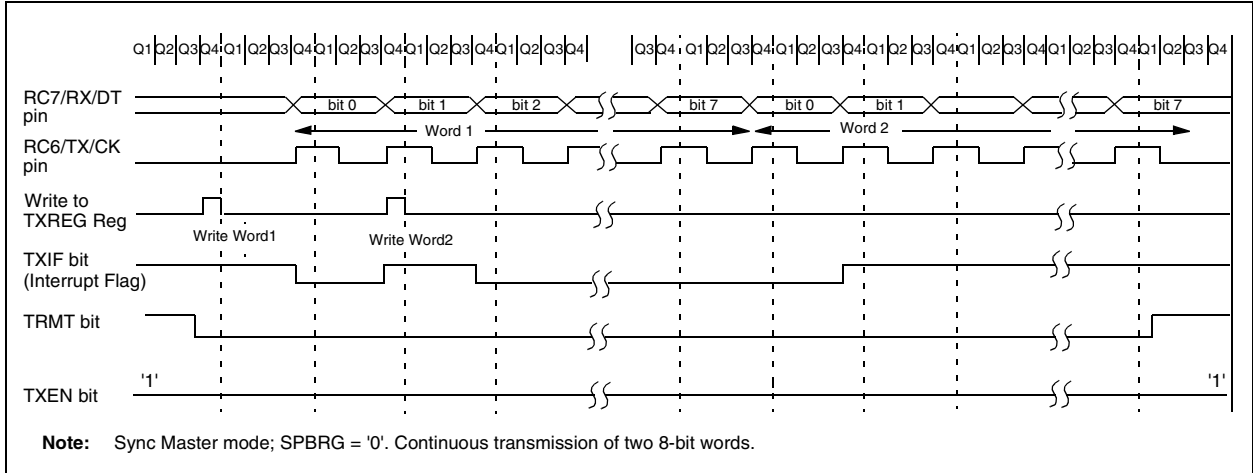 Q1 Q2 Q3 Q4 Q1 Q2 Q3 Q4 Q1 Q2 Q3 Q4 Q1 Q2 Q3 Q4 Q1 Q2 Q3 Q4 Q3 Q4 Q1 Q2 Q3 Q4 Q1 Q2 Q3 Q4 Q1 Q2 Q3 Q4 Q1 Q2 Q3 Q4 Q1 Q2 Q3 Q4 Q1 Q2 Q3 Q4
RC7/RX/DT
pin
bit 0 bit 1 bit 2 bit 7 bit 0 bit 1 bit 7
Word 1 Word 2
RC6/TX/CK
pin
Write to
TXREG Reg
Write Word1 Write Word2
TXIF bit
(Interrupt Flag)
TRMT bit
'1' '1'
TXEN bit
Note: Sync Master mode; SPBRG = '0'. Continuous transmission of two 8-bit words.